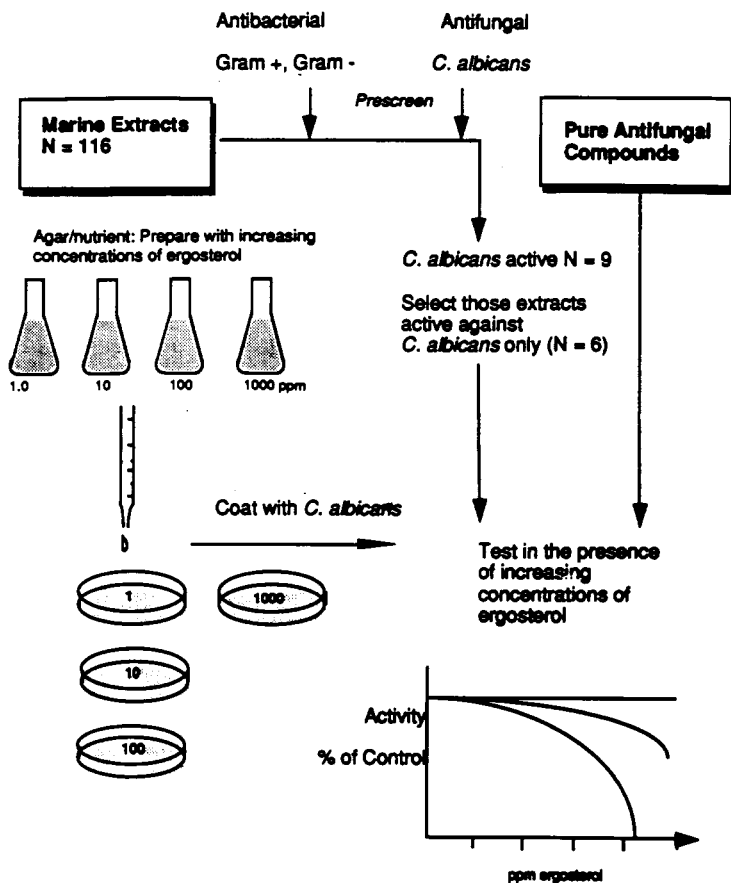 Antibacterial
Antifungal
Gram +, Gram -
C. albicans
Prescreen
Marine Extracts
N = 116
Pure Antifungal
Compounds
Agar/nutrient: Prepare with increasing
concentrations of ergosterol
1.0
10
100
1000 ppm
C. albicans active N = 9
Select those extracts
active against
C. albicans only (N = 6)
Coat with C. albicans
1
1000
10
100
Test in the presence
of increasing
concentrations of
ergosterol
Activity
% of Control
ppm ergosterol